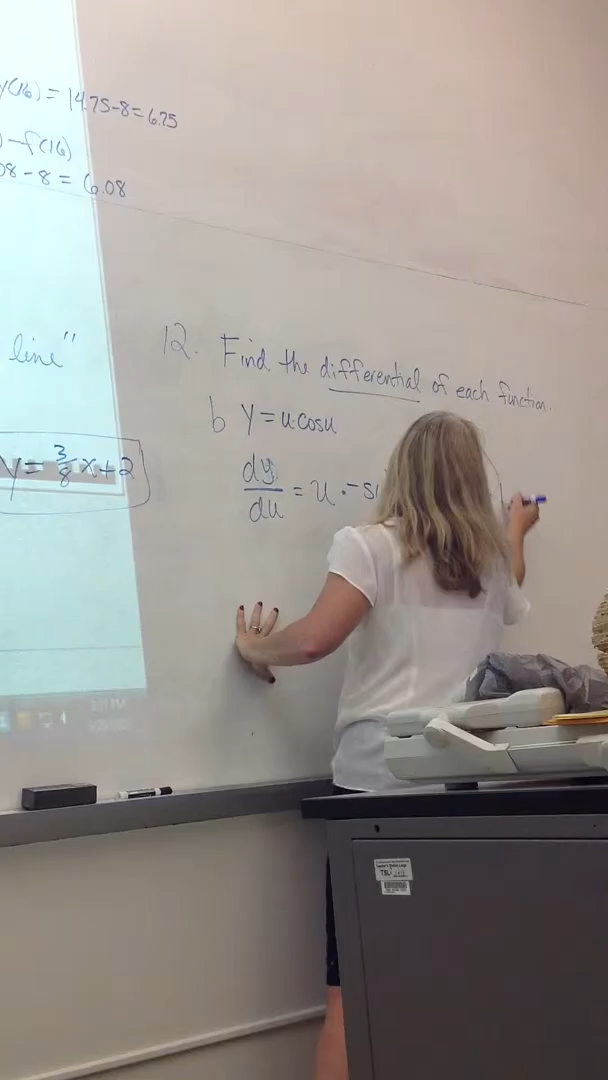 y(16) = 14.75-8 = 6.75
) - f(16)
08 - 8 = 6.08
line"
y = 3/8 x + 2
12. Find the differential of each function.
b y = u cos u
dy/du = u · -si